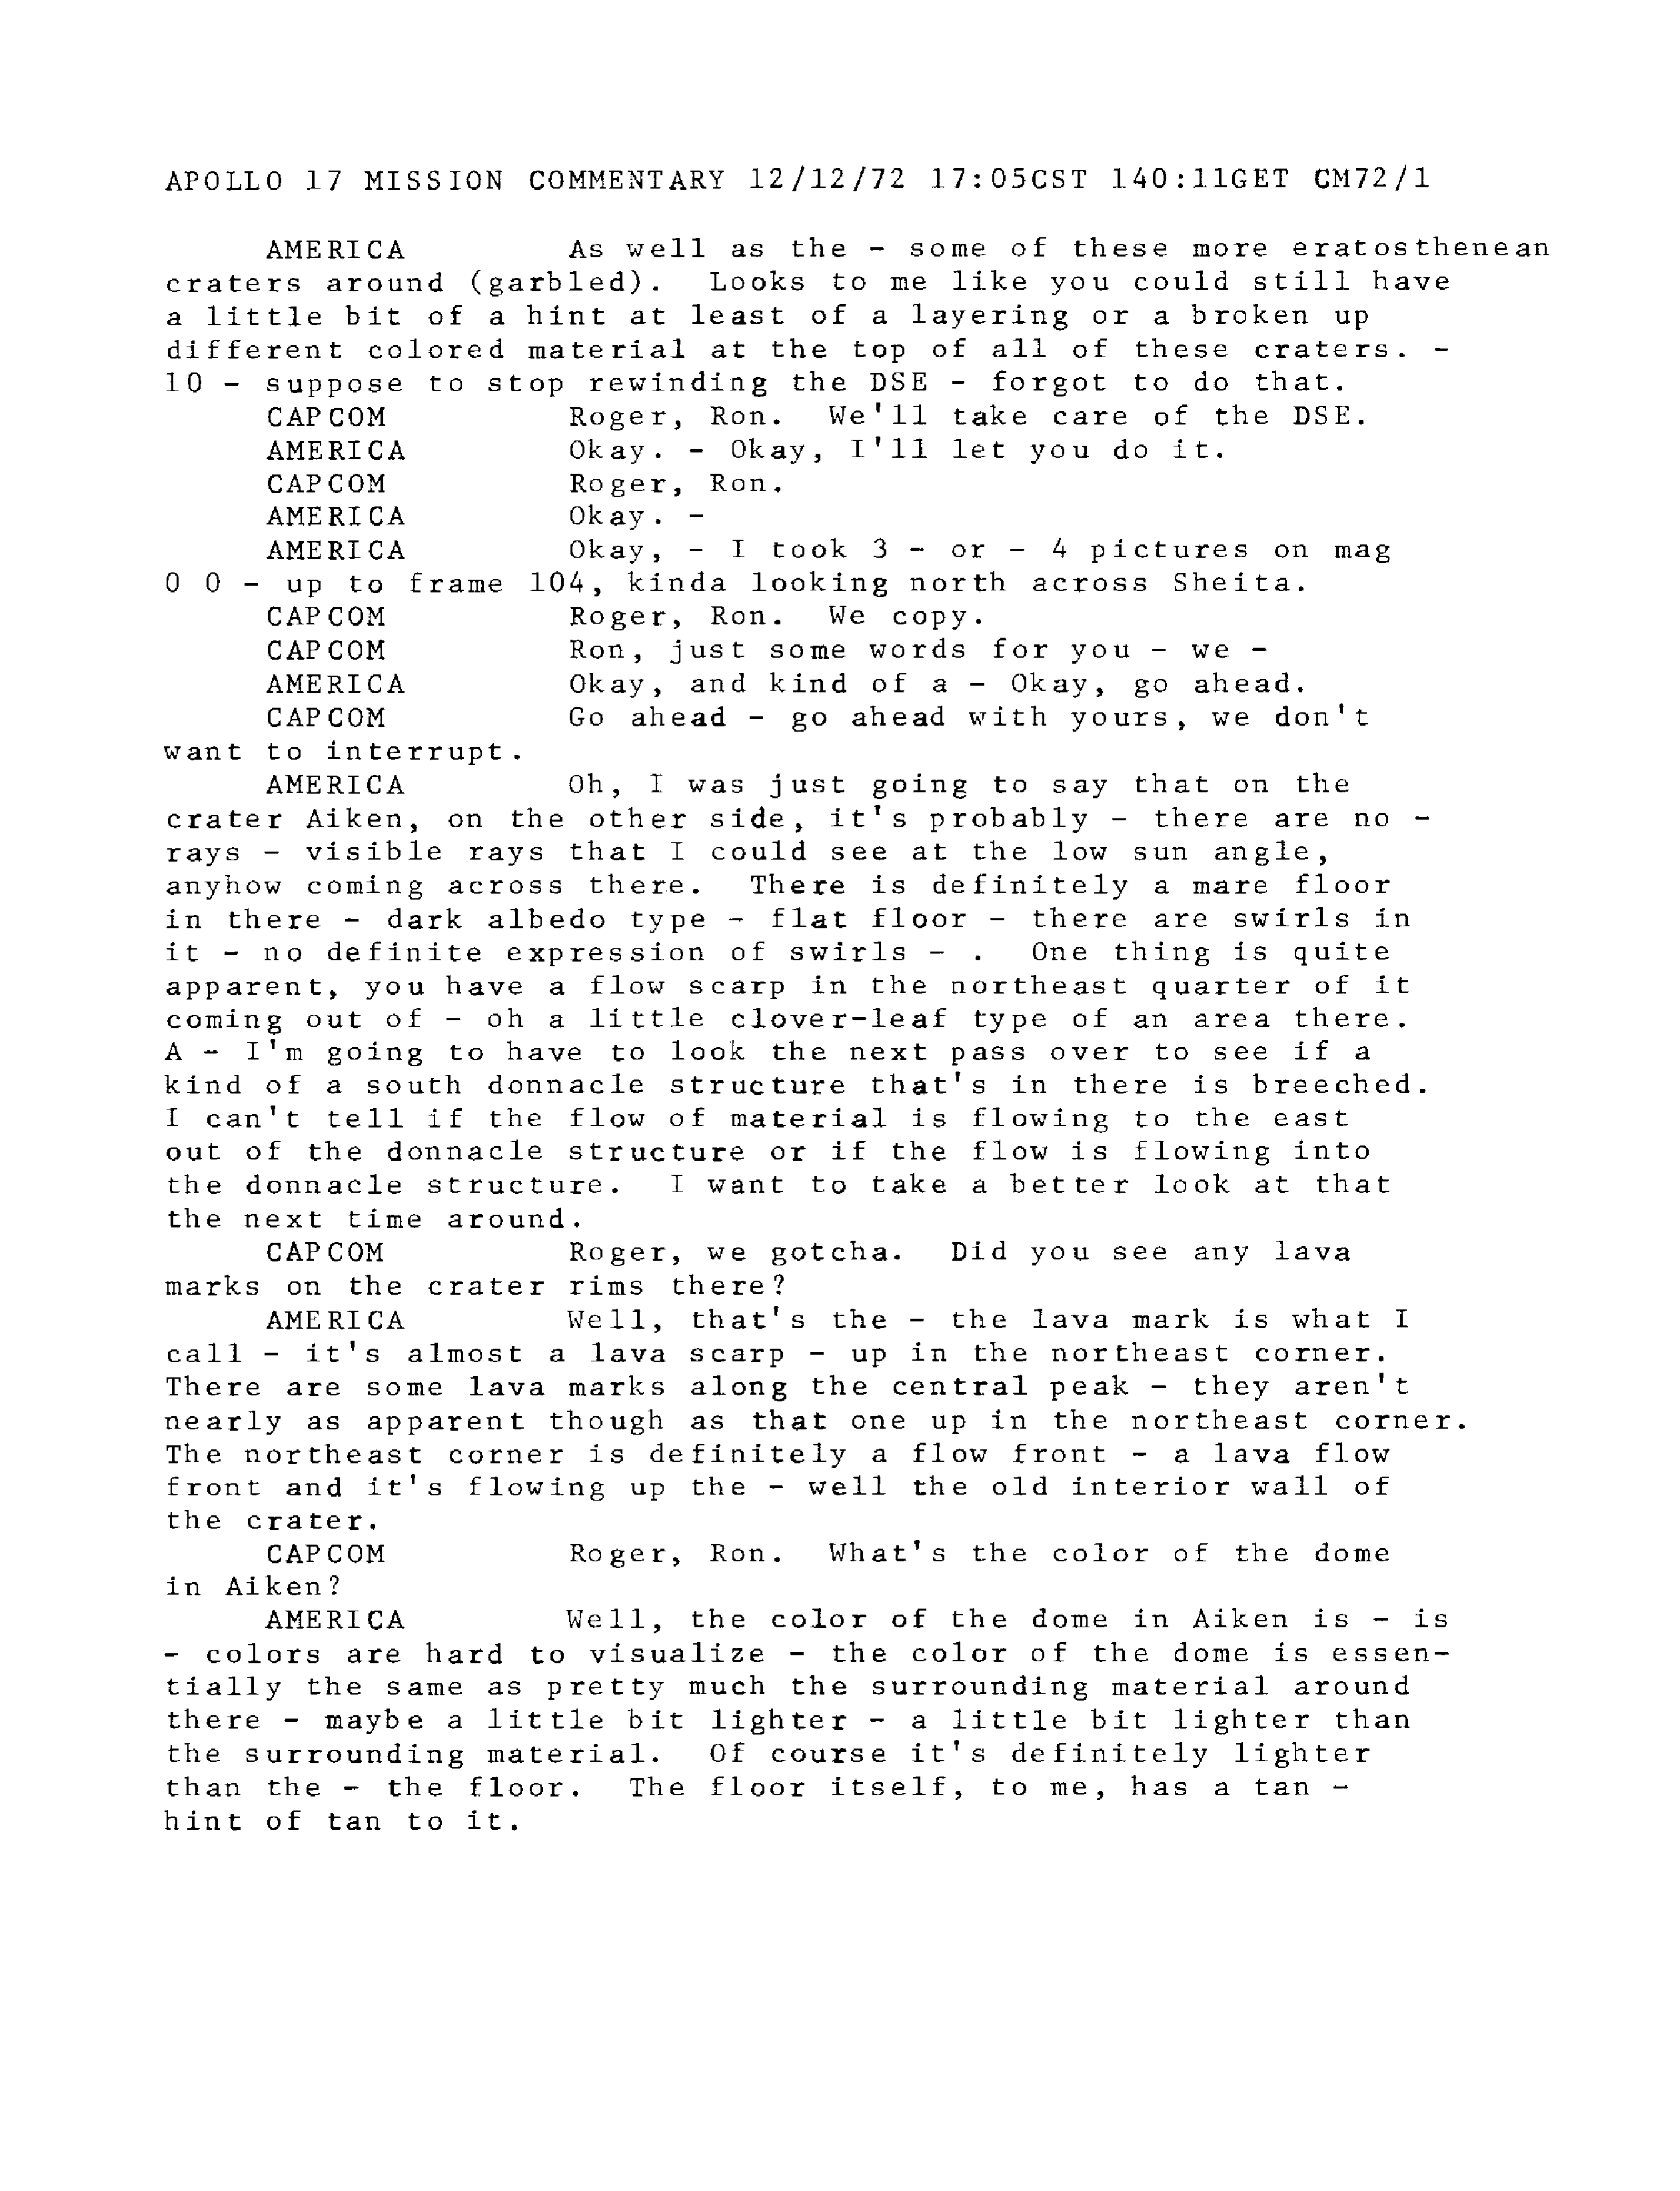 APOLLO 17 MISSION COMMENTARY 12/12/72 17:05CST 140:11GET CM72/1
AMERICA As well as the - some of these more eratosthenean
craters around (garbled). Looks to me like you could still have
a little bit of a hint at least of a layering or a broken up
different colored material at the top of all of these craters. -
10 - suppose to stop rewinding the DSE - forgot to do that.
CAPCOM Roger, Ron. We'll take care of the DSE.
AMERICA Okay. - Okay, I'll let you do it.
CAPCOM Roger, Ron.
AMERICA Okay. -
AMERICA Okay, - I took 3 - or - 4 pictures on mag
0 0 - up to frame 104, kinda looking north across Sheita.
CAPCOM Roger, Ron. We copy.
CAPCOM Ron, just some words for you - we -
AMERICA Okay, and kind of a - Okay, go ahead.
CAPCOM Go ahead - go ahead with yours, we don't
want to interrupt.
AMERICA Oh, I was just going to say that on the
crater Aiken, on the other side, it's probably - there are no -
rays - visible rays that I could see at the low sun angle,
anyhow coming across there. There is definitely a mare floor
in there - dark albedo type - flat floor - there are swirls in
it - no definite expression of swirls - . One thing is quite
apparent, you have a flow scarp in the northeast quarter of it
coming out of - oh a little clover-leaf type of an area there.
A - I'm going to have to look the next pass over to see if a
kind of a south donnacle structure that's in there is breeched.
I can't tell if the flow of material is flowing to the east
out of the donnacle structure or if the flow is flowing into
the donnacle structure. I want to take a better look at that
the next time around.
CAPCOM Roger, we gotcha. Did you see any lava
marks on the crater rims there?
AMERICA Well, that's the - the lava mark is what I
call - it's almost a lava scarp - up in the northeast corner.
There are some lava marks along the central peak - they aren't
nearly as apparent though as that one up in the northeast corner.
The northeast corner is definitely a flow front - a lava flow
front and it's flowing up the - well the old interior wall of
the crater.
CAPCOM Roger, Ron. What's the color of the dome
in Aiken?
AMERICA Well, the color of the dome in Aiken is - is
- colors are hard to visualize - the color of the dome is essen-
tially the same as pretty much the surrounding material around
there - maybe a little bit lighter - a little bit lighter than
the surrounding material. Of course it's definitely lighter
than the - the floor. The floor itself, to me, has a tan -
hint of tan to it.